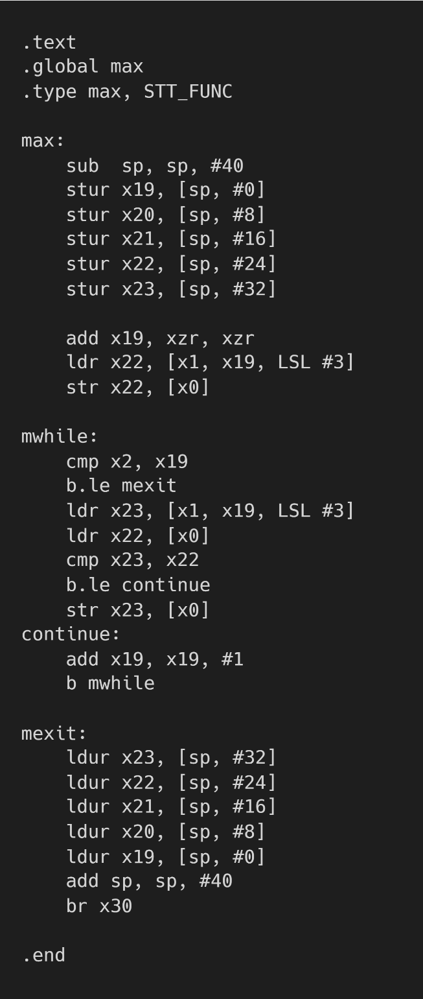 .text
.global max
.type max, STT_FUNC
max:
sub  sp, sp, #40
stur x19, [sp, #0]
stur x20, [sp, #8]
stur x21, [sp, #16]
stur x22, [sp, #24]
stur x23, [sp, #32]
add x19, xzr, xzr
ldr x22, [x1, x19, LSL #3]
str x22, [x0]
mwhile:
cmp x2, x19
b.le mexit
ldr x23, [x1, x19, LSL #3]
ldr x22, [x0]
cmp x23, x22
b.le continue
str x23, [x0]
continue:
add x19, x19, #1
b mwhile
mexit:
ldur x23, [sp, #32]
ldur x22, [sp, #24]
ldur x21, [sp, #16]
ldur x20, [sp, #8]
ldur x19, [sp, #0]
add sp, sp, #40
br x30
.end